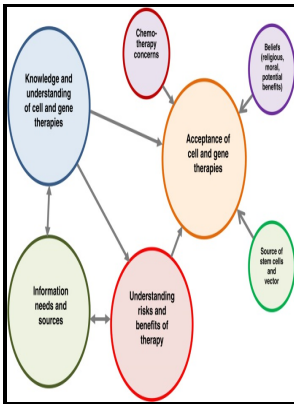 Chemo-
therapy
concerns
Beliefs
(religious,
moral,
potential
benefits)
Knowledge and
understanding
of cell and gene
therapies
Acceptance of
cell and gene
therapies
Source of
stem cells
and
vector
Information
needs and
sources
Understanding
risks and
benefits of
therapy